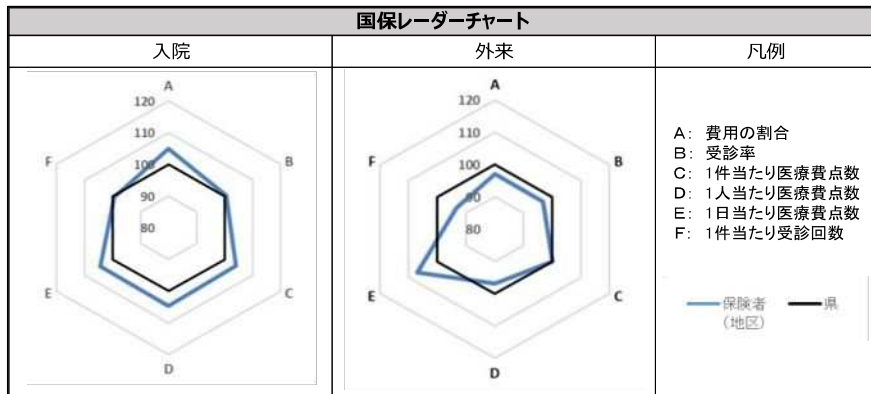 国保レーダーチャート
入院
外来
凡例
A
120
110
100
90
80
F
B
E
C
D
A
120
110
100
90
80
F
B
E
C
D
A: 費用の割合
B: 受診率
C: 1件当たり医療費点数
D: 1人当たり医療費点数
E: 1日当たり医療費点数
F: 1件当たり受診回数
保険者
(地区)
県